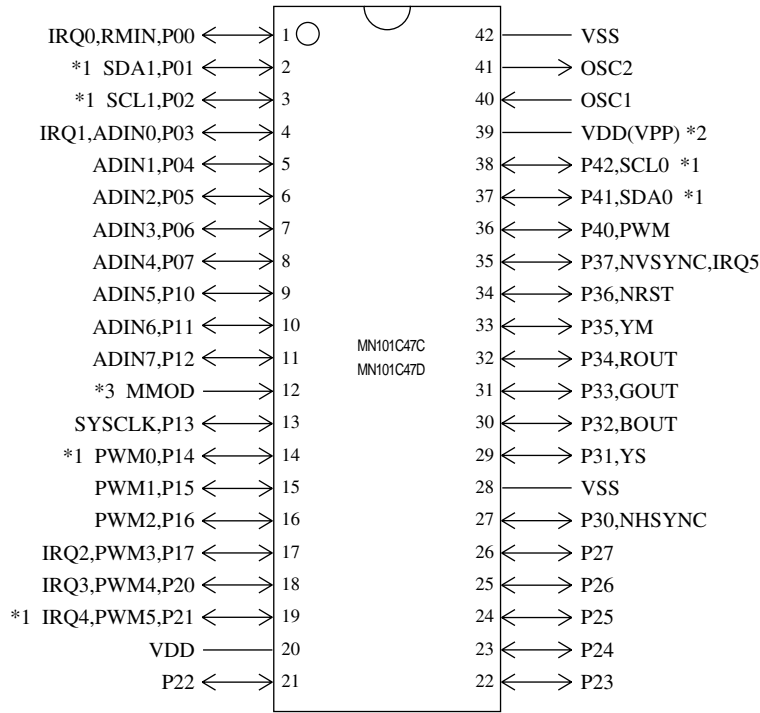 IRQ0,RMIN,P00 1 42 VSS
*1 SDA1,P01 2 41 OSC2
*1 SCL1,P02 3 40 OSC1
IRQ1,ADIN0,P03 4 39 VDD(VPP) *2
ADIN1,P04 5 38 P42,SCL0 *1
ADIN2,P05 6 37 P41,SDA0 *1
ADIN3,P06 7 36 P40,PWM
ADIN4,P07 8 35 P37,NVSYNC,IRQ5
ADIN5,P10 9 34 P36,NRST
ADIN6,P11 10 33 P35,YM
MN101C47C
ADIN7,P12 11 32 P34,ROUT
MN101C47D
*3 MMOD 12 31 P33,GOUT
SYSCLK,P13 13 30 P32,BOUT
*1 PWM0,P14 14 29 P31,YS
PWM1,P15 15 28 VSS
PWM2,P16 16 27 P30,NHSYNC
IRQ2,PWM3,P17 17 26 P27
IRQ3,PWM4,P20 18 25 P26
*1 IRQ4,PWM5,P21 19 24 P25
VDD 20 23 P24
P22 21 22 P23